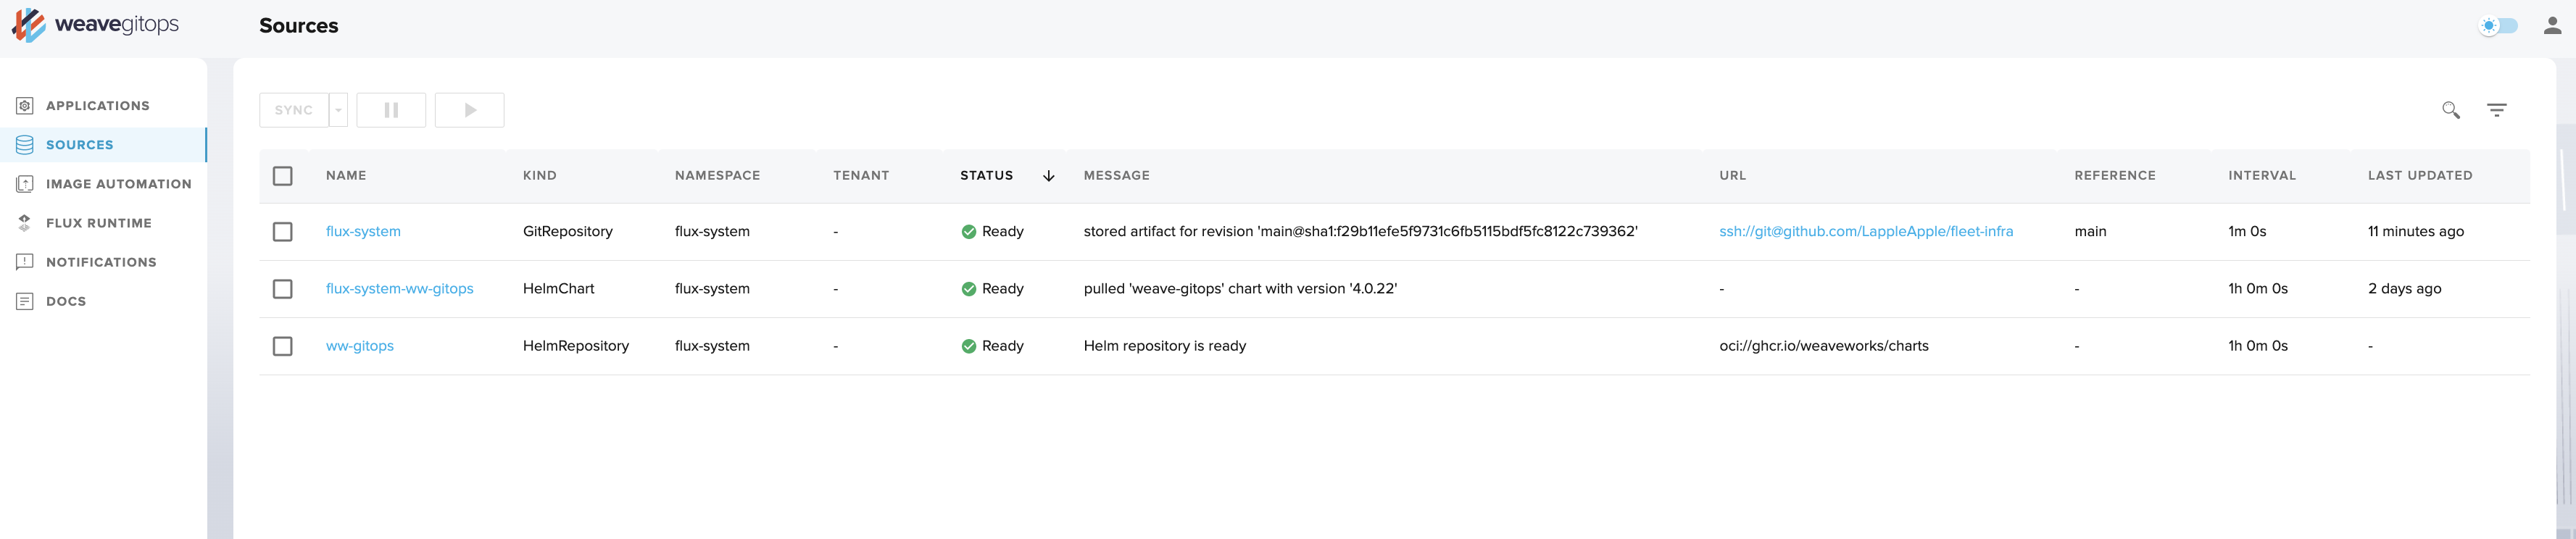 weavegitops
Sources
APPLICATIONS
SOURCES
IMAGE AUTOMATION
FLUX RUNTIME
NOTIFICATIONS
DOCS
SYNC
NAME KIND NAMESPACE TENANT STATUS MESSAGE URL REFERENCE INTERVAL LAST UPDATED
flux-system GitRepository flux-system - Ready stored artifact for revision 'main@sha1:f29b11efe5f9731c6fb5115bdf5fc8122c739362' ssh://git@github.com/LappleApple/fleet-infra main 1m 0s 11 minutes ago
flux-system-ww-gitops HelmChart flux-system - Ready pulled 'weave-gitops' chart with version '4.0.22' - - 1h 0m 0s 2 days ago
ww-gitops HelmRepository flux-system - Ready Helm repository is ready oci://ghcr.io/weaveworks/charts - 1h 0m 0s -